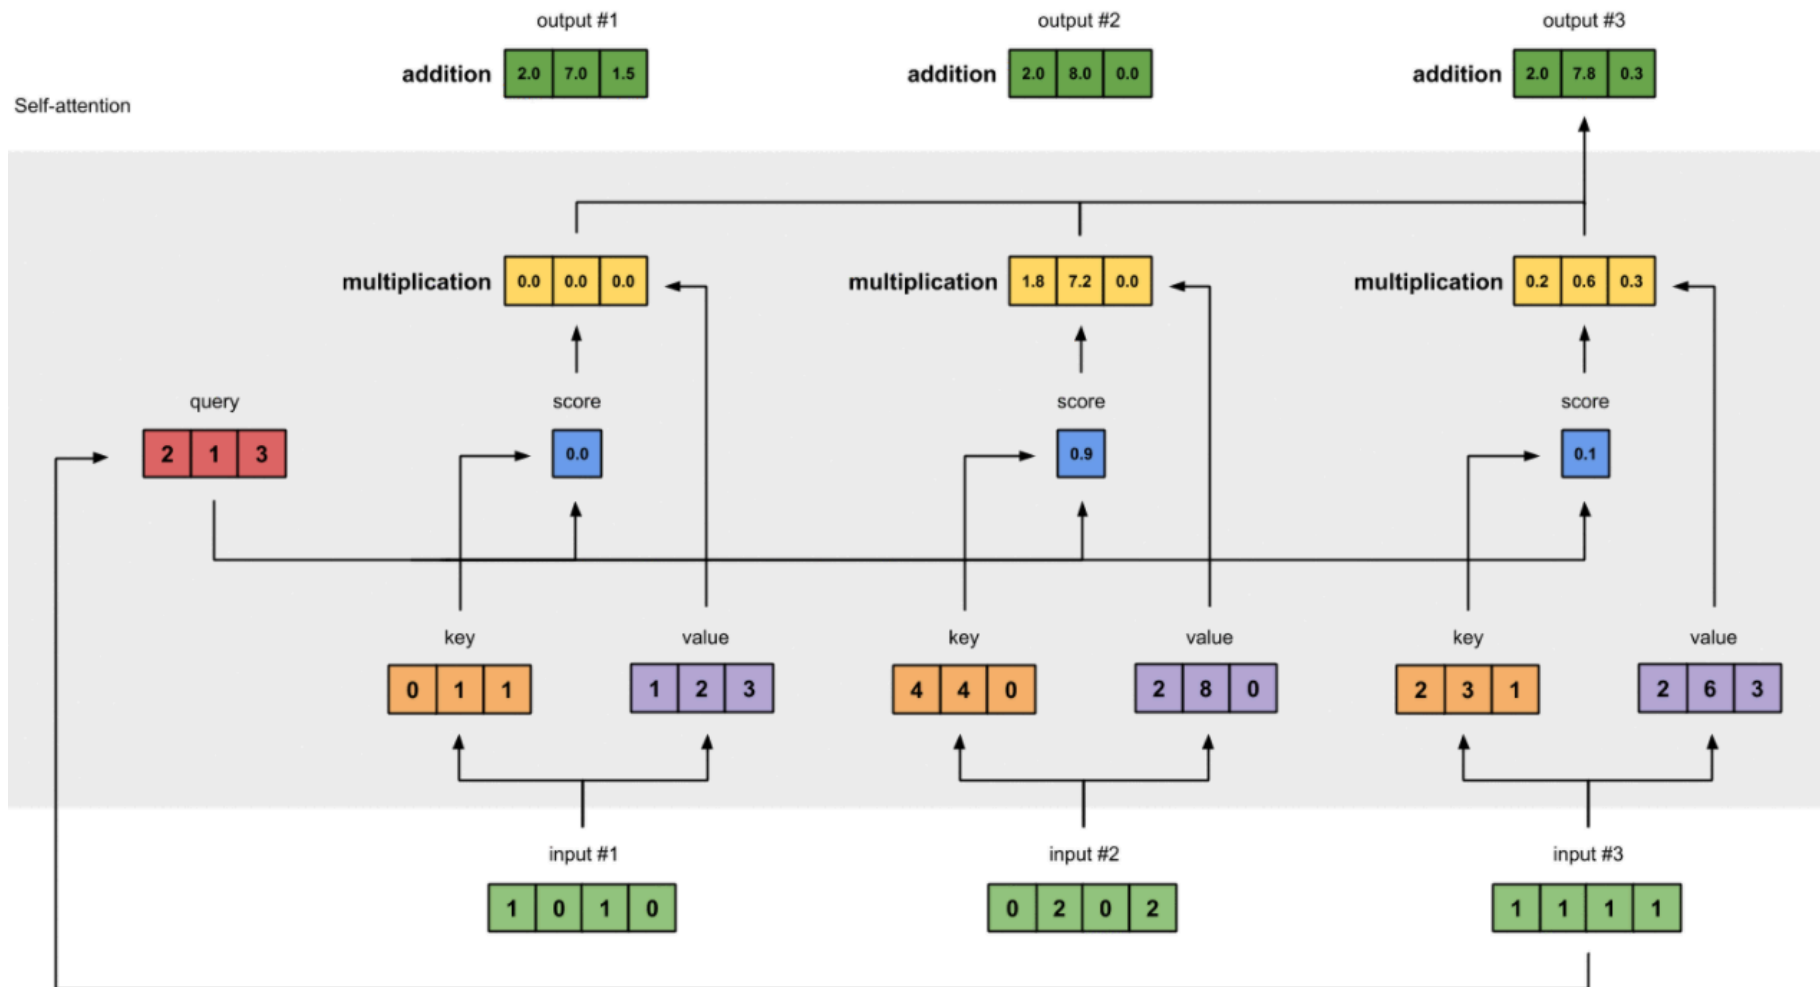 output #1 output #2 output #3
addition 2.0 7.0 1.5 addition 2.0 8.0 0.0 addition 2.0 7.8 0.3
Self-attention
multiplication 0.0 0.0 0.0 multiplication 1.8 7.2 0.0 multiplication 0.2 0.6 0.3
query score score score
2 1 3 0.0 0.9 0.1
key value key value key value
0 1 1 1 2 3 4 4 0 2 8 0 2 3 1 2 6 3
input #1 input #2 input #3
1 0 1 0 0 2 0 2 1 1 1 1